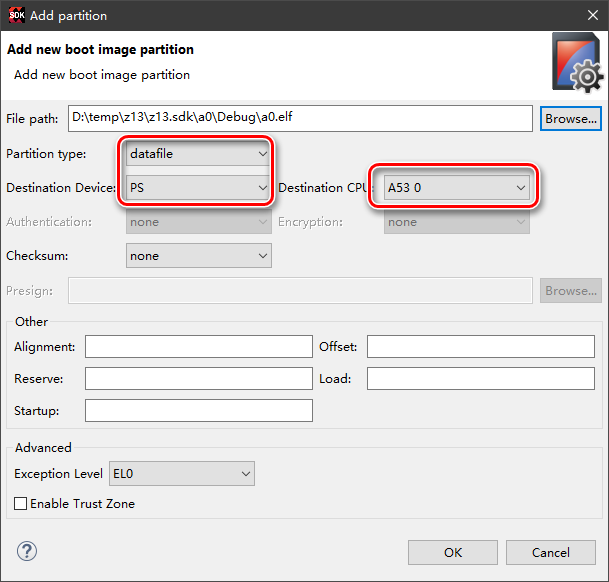 SDK Add partition
Add new boot image partition
Add new boot image partition
File path: D:\temp\z13\z13.sdk\a0\Debug\a0.elf Browse...
Partition type: datafile
Destination Device: PS Destination CPU: A53 0
Authentication: none Encryption: none
Checksum: none
Presign: Browse...
Other
Alignment: Offset:
Reserve: Load:
Startup:
Advanced
Exception Level EL0
Enable Trust Zone
? OK Cancel